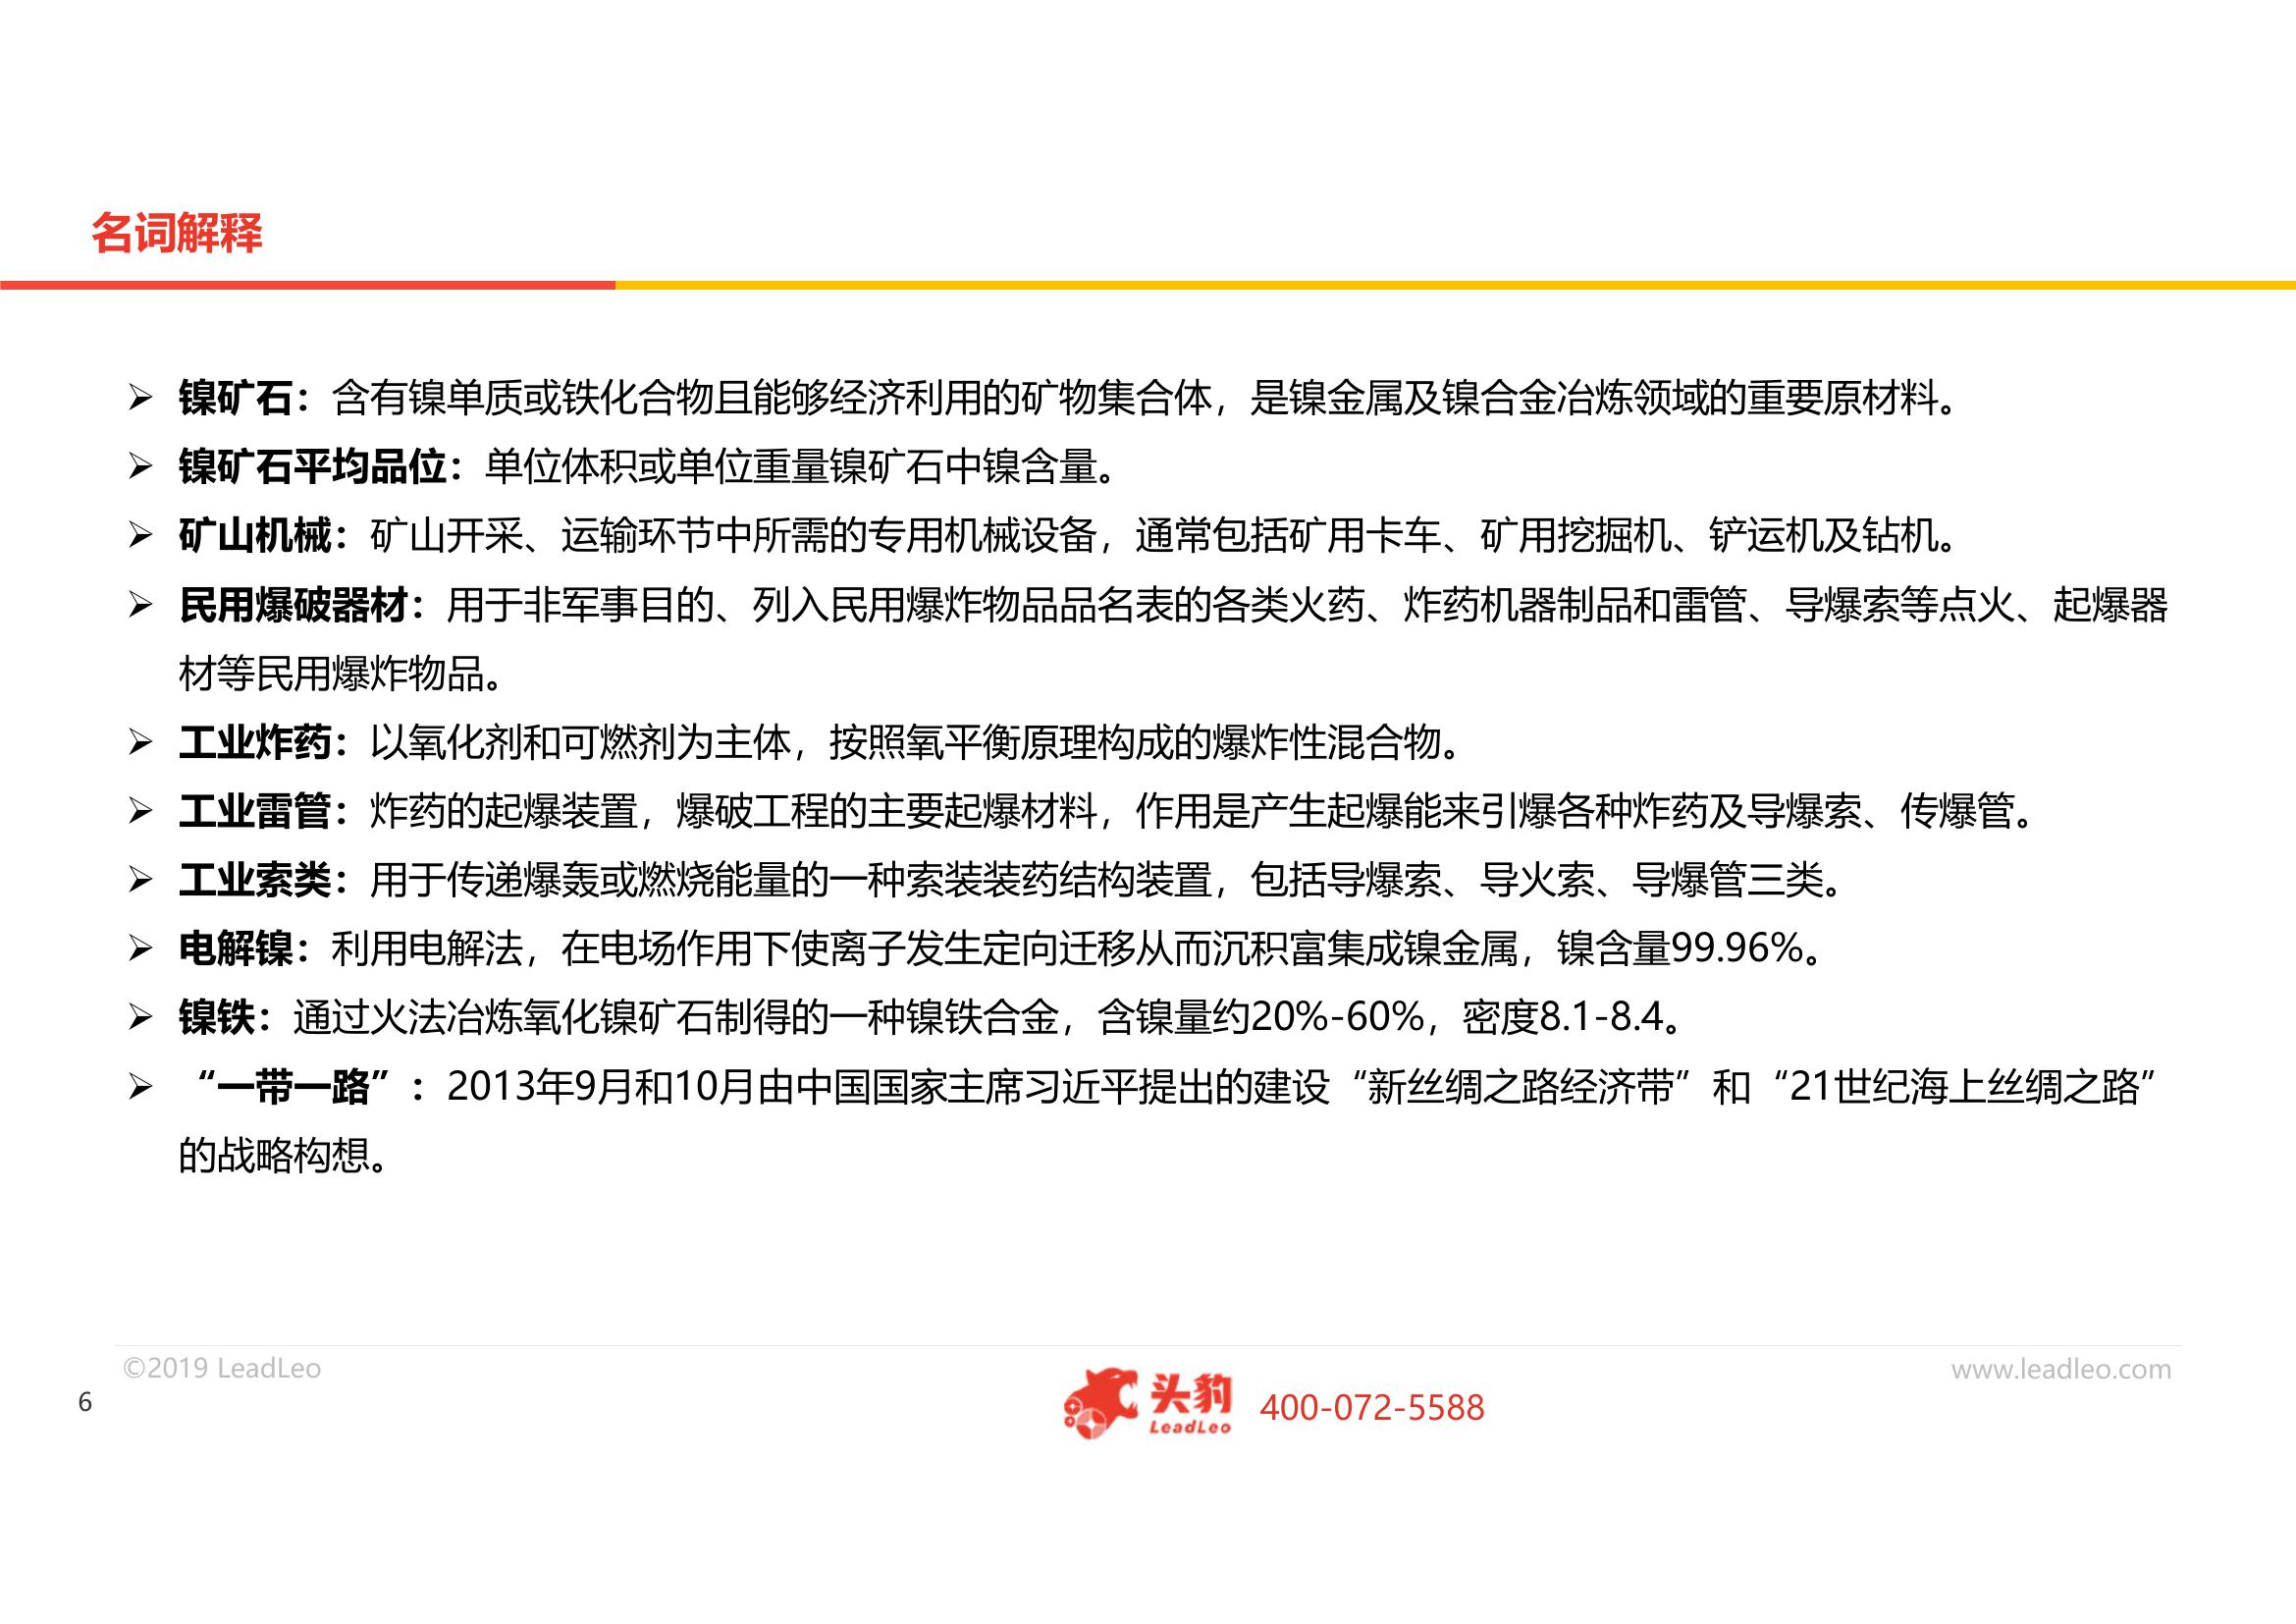 名词解释
➢ 镍矿石：含有镍单质或铁化合物且能够经济利用的矿物集合体，是镍金属及镍合金冶炼领域的重要原材料。
➢ 镍矿石平均品位：单位体积或单位重量镍矿石中镍含量。
➢ 矿山机械：矿山开采、运输环节中所需的专用机械设备，通常包括矿用卡车、矿用挖掘机、铲运机及钻机。
➢ 民用爆破器材：用于非军事目的、列入民用爆炸物品品名表的各类火药、炸药机器制品和雷管、导爆索等点火、起爆器
材等民用爆炸物品。
➢ 工业炸药：以氧化剂和可燃剂为主体，按照氧平衡原理构成的爆炸性混合物。
➢ 工业雷管：炸药的起爆装置，爆破工程的主要起爆材料，作用是产生起爆能来引爆各种炸药及导爆索、传爆管。
➢ 工业索类：用于传递爆轰或燃烧能量的一种索装装药结构装置，包括导爆索、导火索、导爆管三类。
➢ 电解镍：利用电解法，在电场作用下使离子发生定向迁移从而沉积富集成镍金属，镍含量99.96%。
➢ 镍铁：通过火法冶炼氧化镍矿石制得的一种镍铁合金，含镍量约20%-60%，密度8.1-8.4。
➢ “一带一路”：2013年9月和10月由中国国家主席习近平提出的建设“新丝绸之路经济带”和“21世纪海上丝绸之路”
的战略构想。
©2019 LeadLeo
www.leadleo.com
6
头豹
LeadLeo
400-072-5588